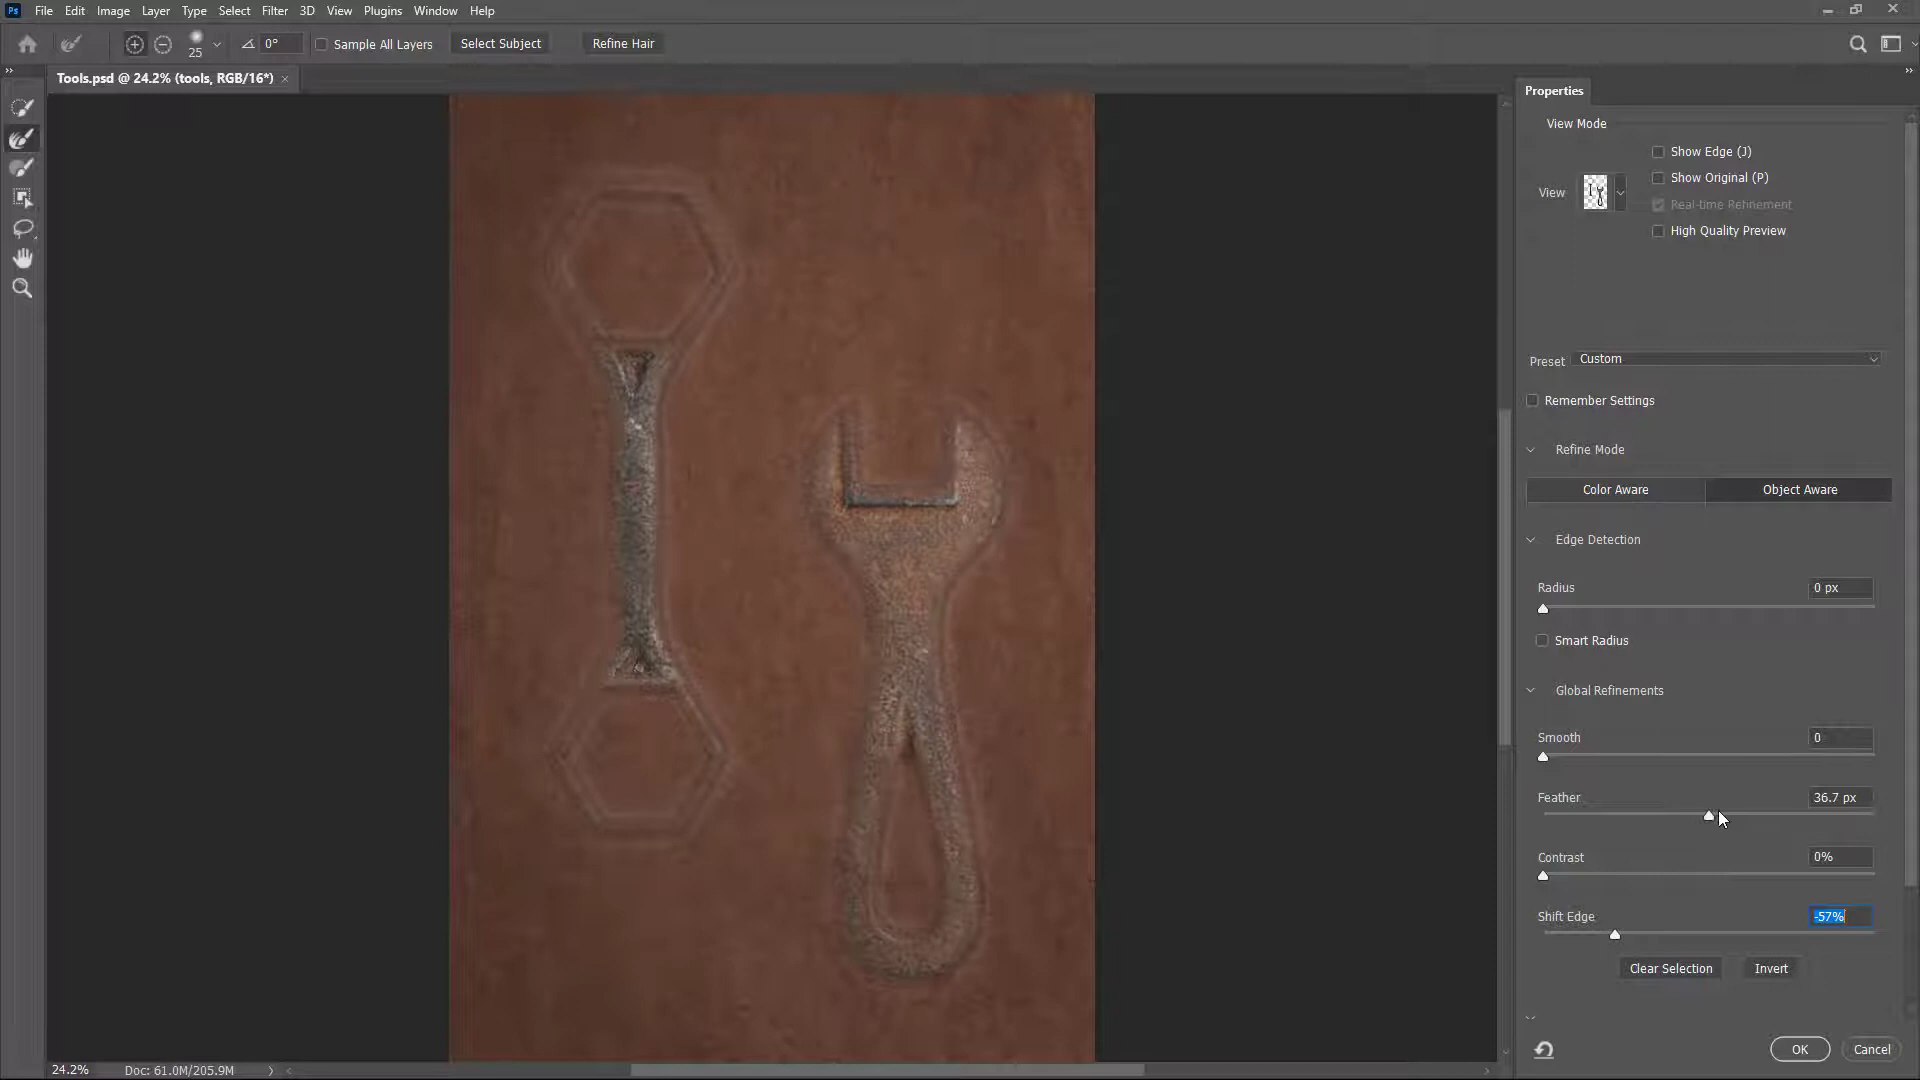 Ps File Edit Image Layer Type Select Filter 3D View Plugins Window Help
25 0° Sample All Layers Select Subject Refine Hair
Tools.psd @ 24.2% (tools, RGB/16*) ×
Properties
View Mode
Show Edge (J)
Show Original (P)
View
Real-time Refinement
High Quality Preview
Preset Custom
Remember Settings
Refine Mode
Color Aware Object Aware
Edge Detection
Radius 0 px
Smart Radius
Global Refinements
Smooth 0
Feather 36.7 px
Contrast 0%
Shift Edge -57%
Clear Selection Invert
OK Cancel
24.2% Doc: 61.0M/205.9M